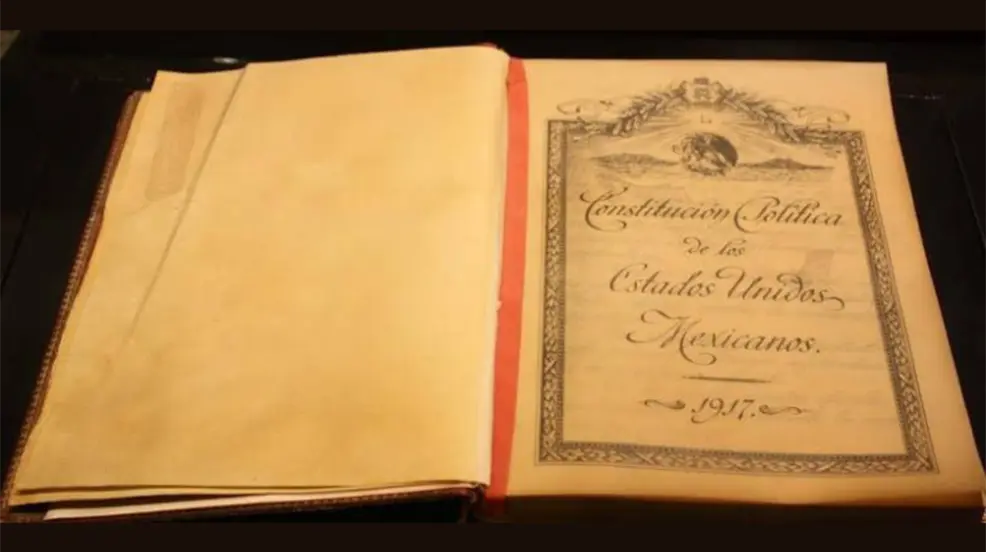 Constitución Política
de los
Estados Unidos
Mexicanos.
1917.